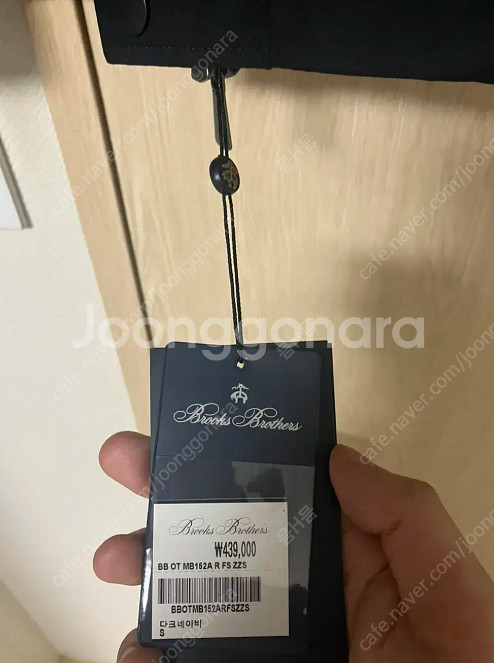 Joonggonara
cafe.naver.com/joonggonara
Brooks Brothers
Brooks Brothers
₩439,000
BB OT MB152A R FS ZZS
BBOTMB152ARFSZZS
다크네이비
S